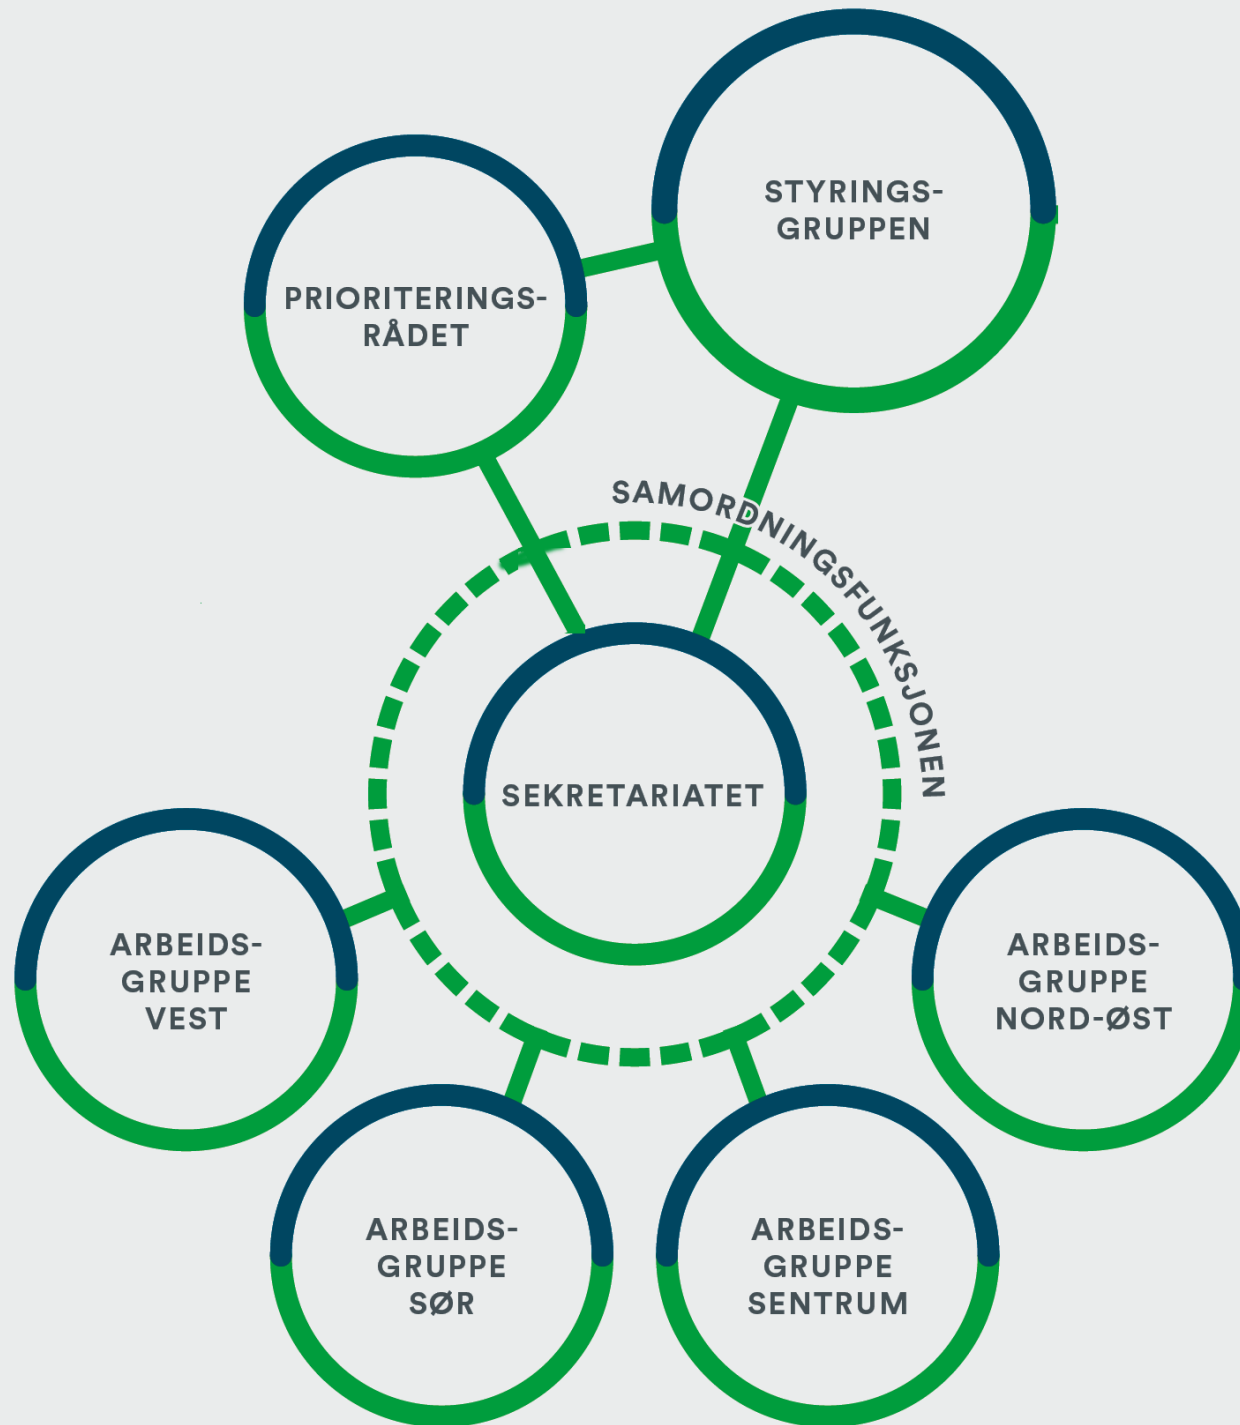 STYRINGS-
GRUPPEN
PRIORITERINGS-
RÅDET
SAMORDNINGSFUNKSJONEN
SEKRETARIATET
ARBEIDS-
GRUPPE
VEST
ARBEIDS-
GRUPPE
NORD-ØST
ARBEIDS-
GRUPPE
SØR
ARBEIDS-
GRUPPE
SENTRUM